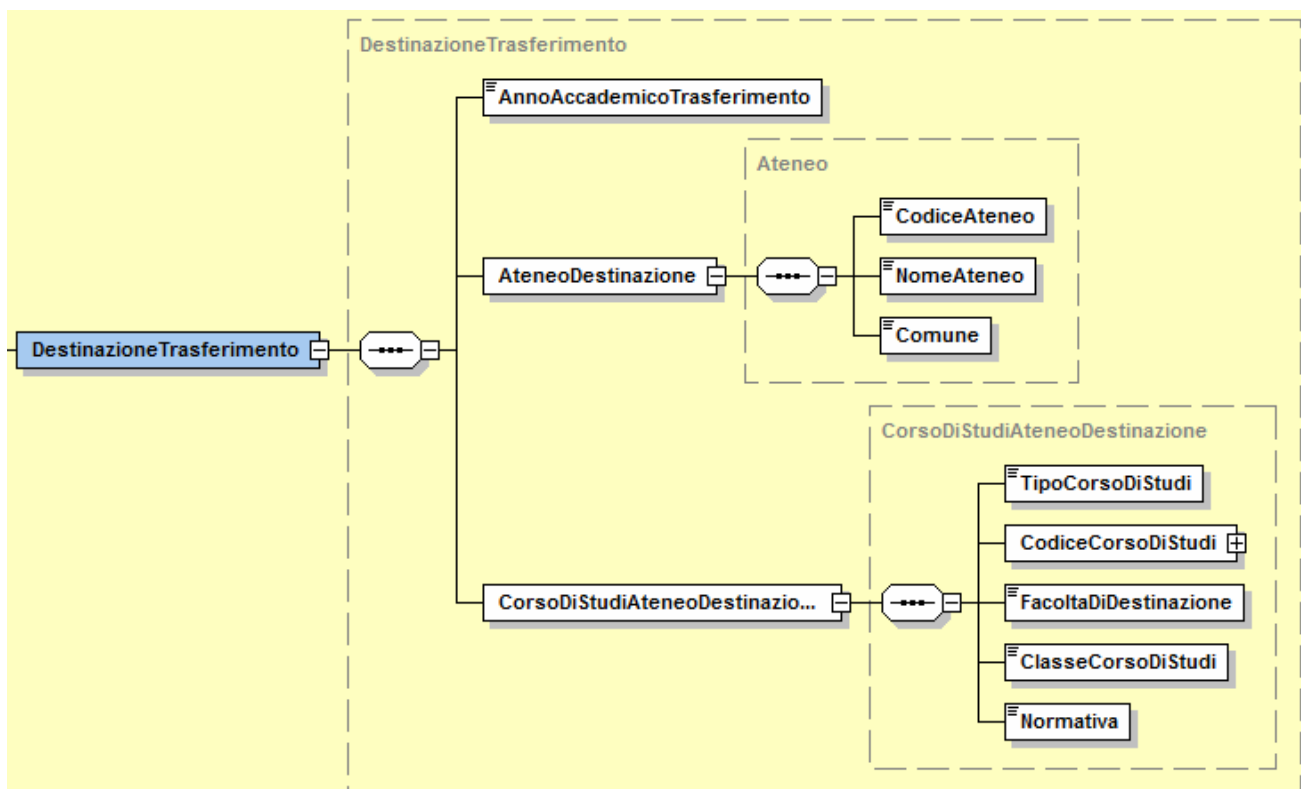 DestinazioneTrasferimento
AnnoAccademicoTrasferimento
Ateneo
CodiceAteneo
AteneoDestinazione
NomeAteneo
Comune
DestinazioneTrasferimento
CorsoDiStudiAteneoDestinazione
TipoCorsoDiStudi
CodiceCorsoDiStudi
CorsoDiStudiAteneoDestinazio...
FacoltaDiDestinazione
ClasseCorsoDiStudi
Normativa